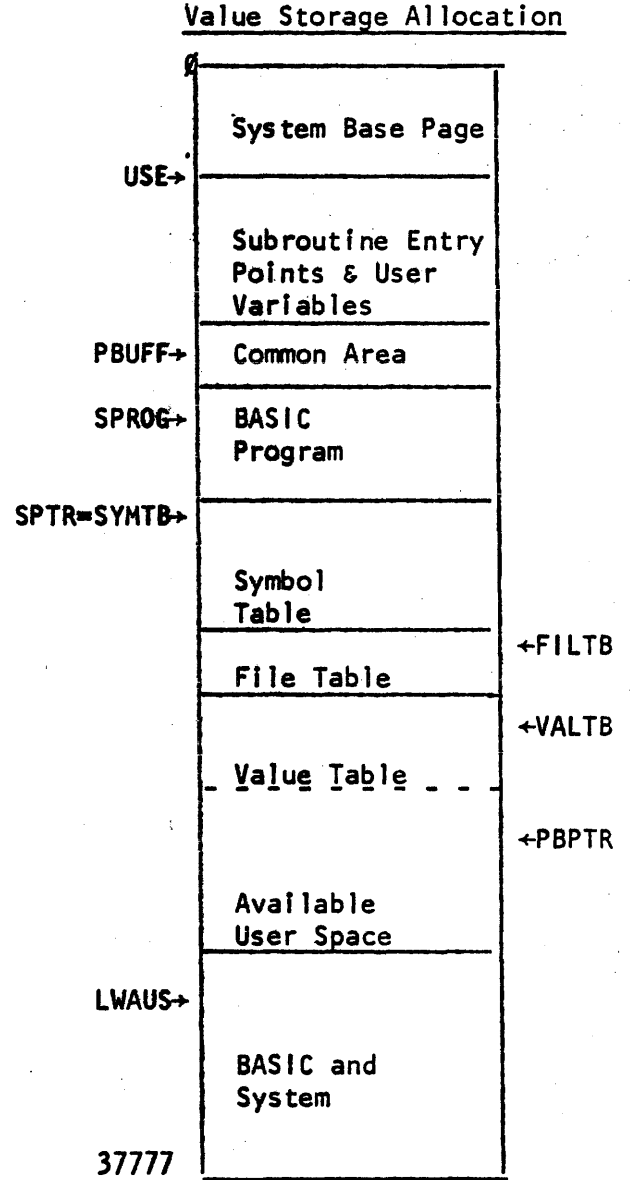 Value Storage Allocation
Ø
System Base Page
USE→
Subroutine Entry
Points & User
Variables
PBUFF→ Common Area
SPROG→ BASIC
Program
SPTR=SYMTB→
Symbol
Table
←FILTB
File Table
←VALTB
Value Table
←PBPTR
Available
User Space
LWAUS→
BASIC and
System
37777